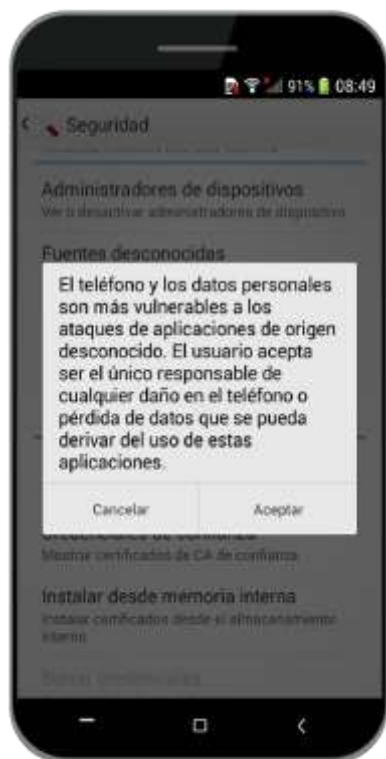 91% 08:49
Seguridad
Administradores de dispositivos
Ver o desactivar administradores de dispositivo
Fuentes desconocidas
El teléfono y los datos personales
son más vulnerables a los
ataques de aplicaciones de origen
desconocido. El usuario acepta
ser el único responsable de
cualquier daño en el teléfono o
pérdida de datos que se pueda
derivar del uso de estas
aplicaciones.
Cancelar Aceptar
Mostrar certificados de CA de confianza
Instalar desde memoria interna
Instalar certificados desde el almacenamiento
interno